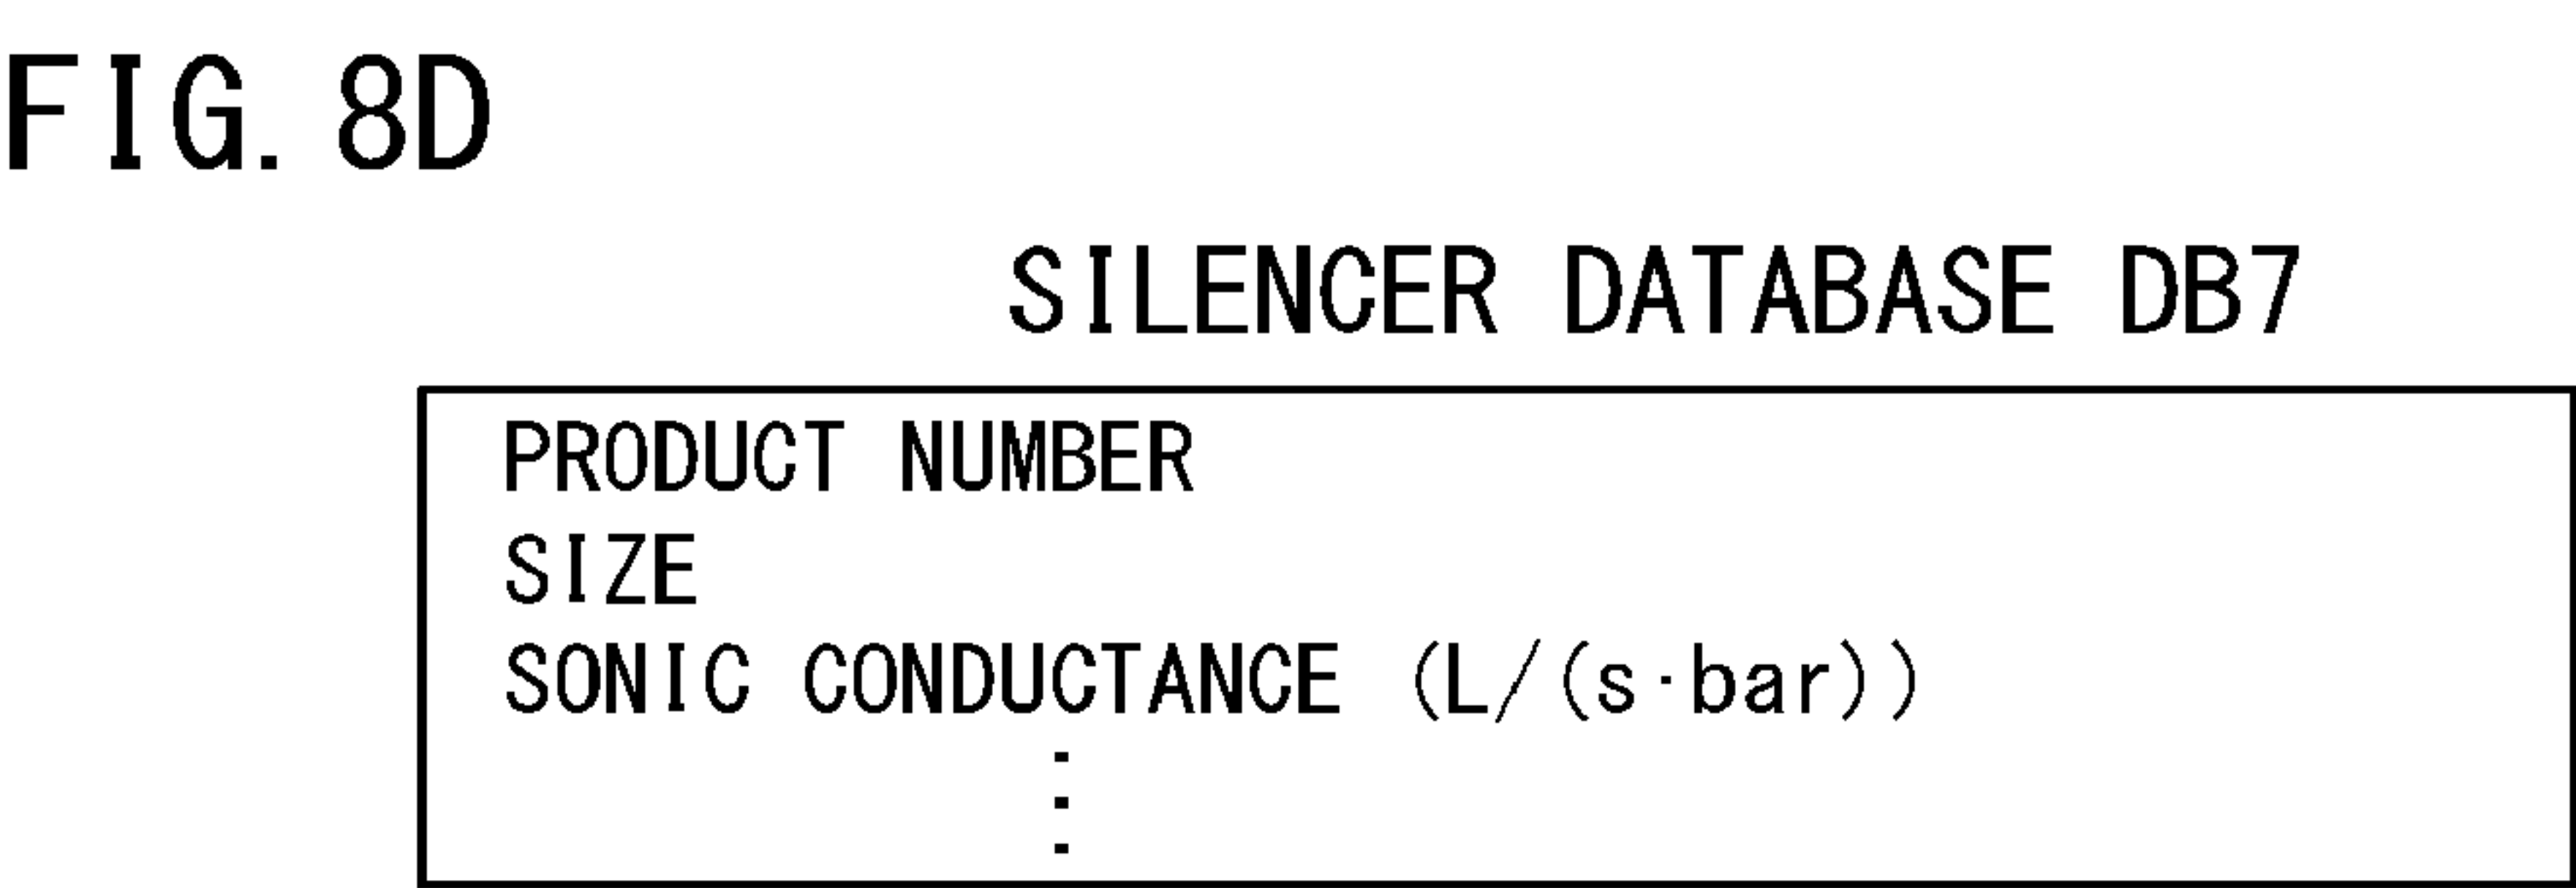 FIG. 8D
SILENCER DATABASE DB7
PRODUCT NUMBER
SIZE
SONIC CONDUCTANCE (L/(s·bar))
⋮